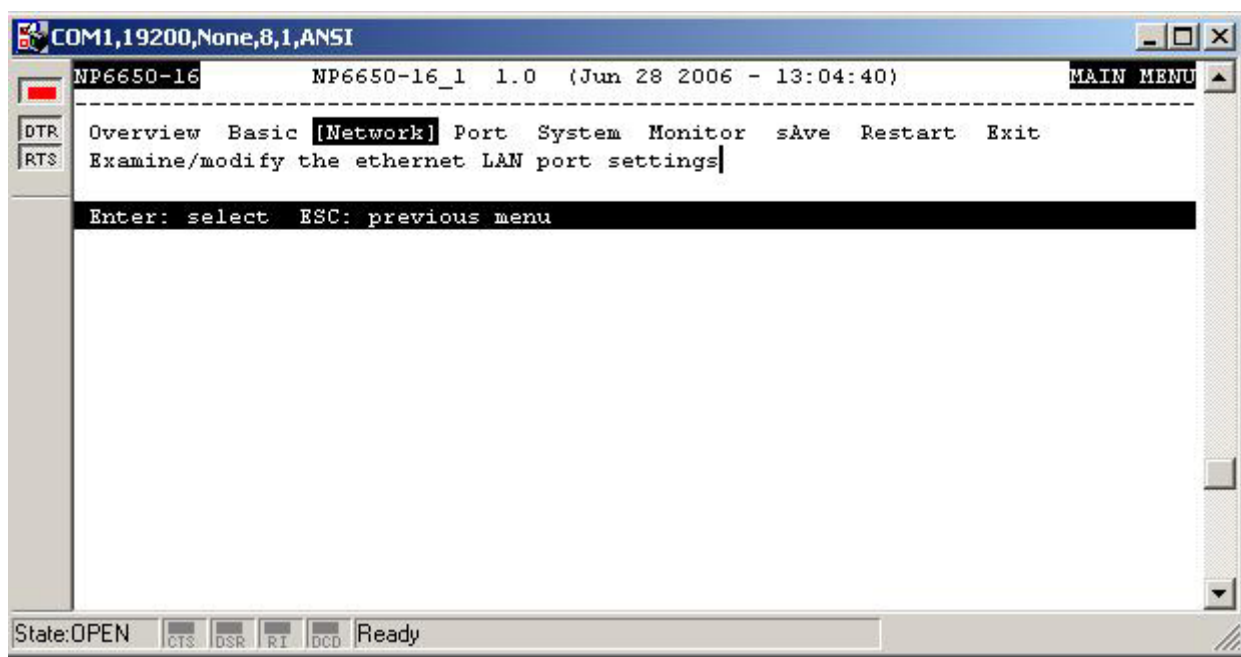 COM1,19200,None,8,1,ANSI
NP6650-16 NP6650-16_1 1.0 (Jun 28 2006 - 13:04:40) MAIN MENU
--------------------------------------------------------------------------------
DTR Overview Basic [Network] Port System Monitor sAve Restart Exit
RTS Examine/modify the ethernet LAN port settings
Enter: select ESC: previous menu
State:OPEN CTS DSR RI DCD Ready